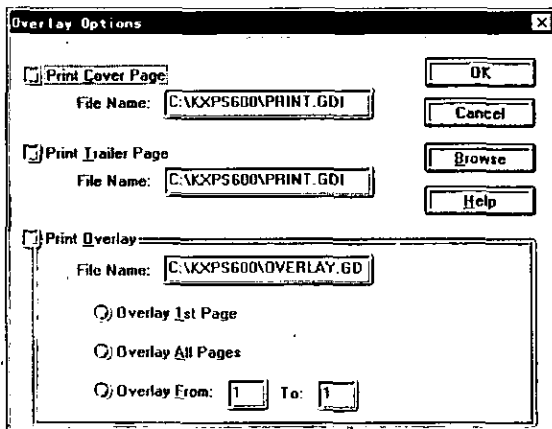 Overlay Options
Print Cover Page
File Name: C:\KXPS600\PRINT.GDI
Print Trailer Page
File Name: C:\KXPS600\PRINT.GDI
Print Overlay
File Name: C:\KXPS600\OVERLAY.GD
Overlay 1st Page
Overlay All Pages
Overlay From: 1 To: 1
OK
Cancel
Browse
Help